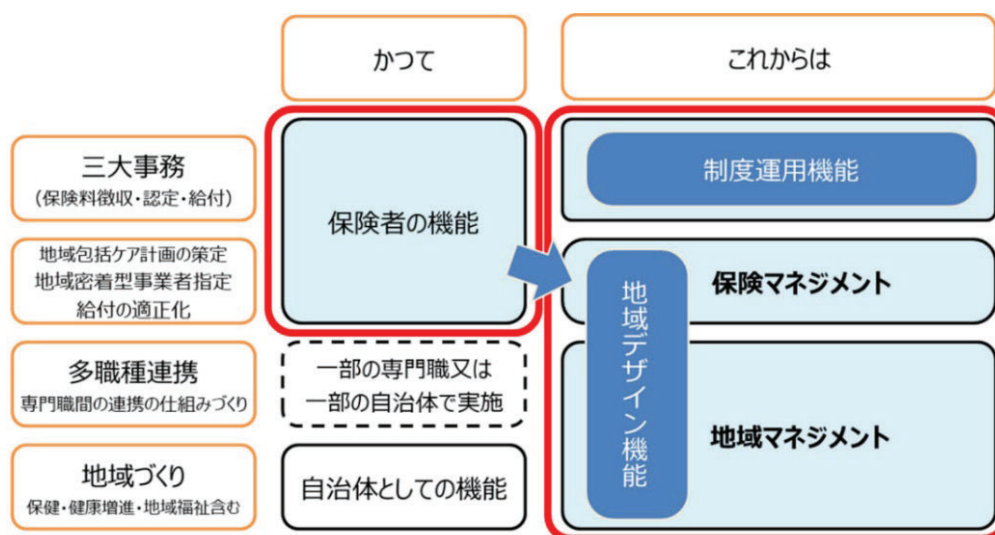 かつて
これからは
三大事務
(保険料徴収・認定・給付)
保険者の機能
制度運用機能
地域包括ケア計画の策定
地域密着型事業者指定
給付の適正化
保険マネジメント
地域デザイン機能
多職種連携
専門職間の連携の仕組みづくり
一部の専門職又は
一部の自治体で実施
地域マネジメント
地域づくり
保健・健康増進・地域福祉含む
自治体としての機能